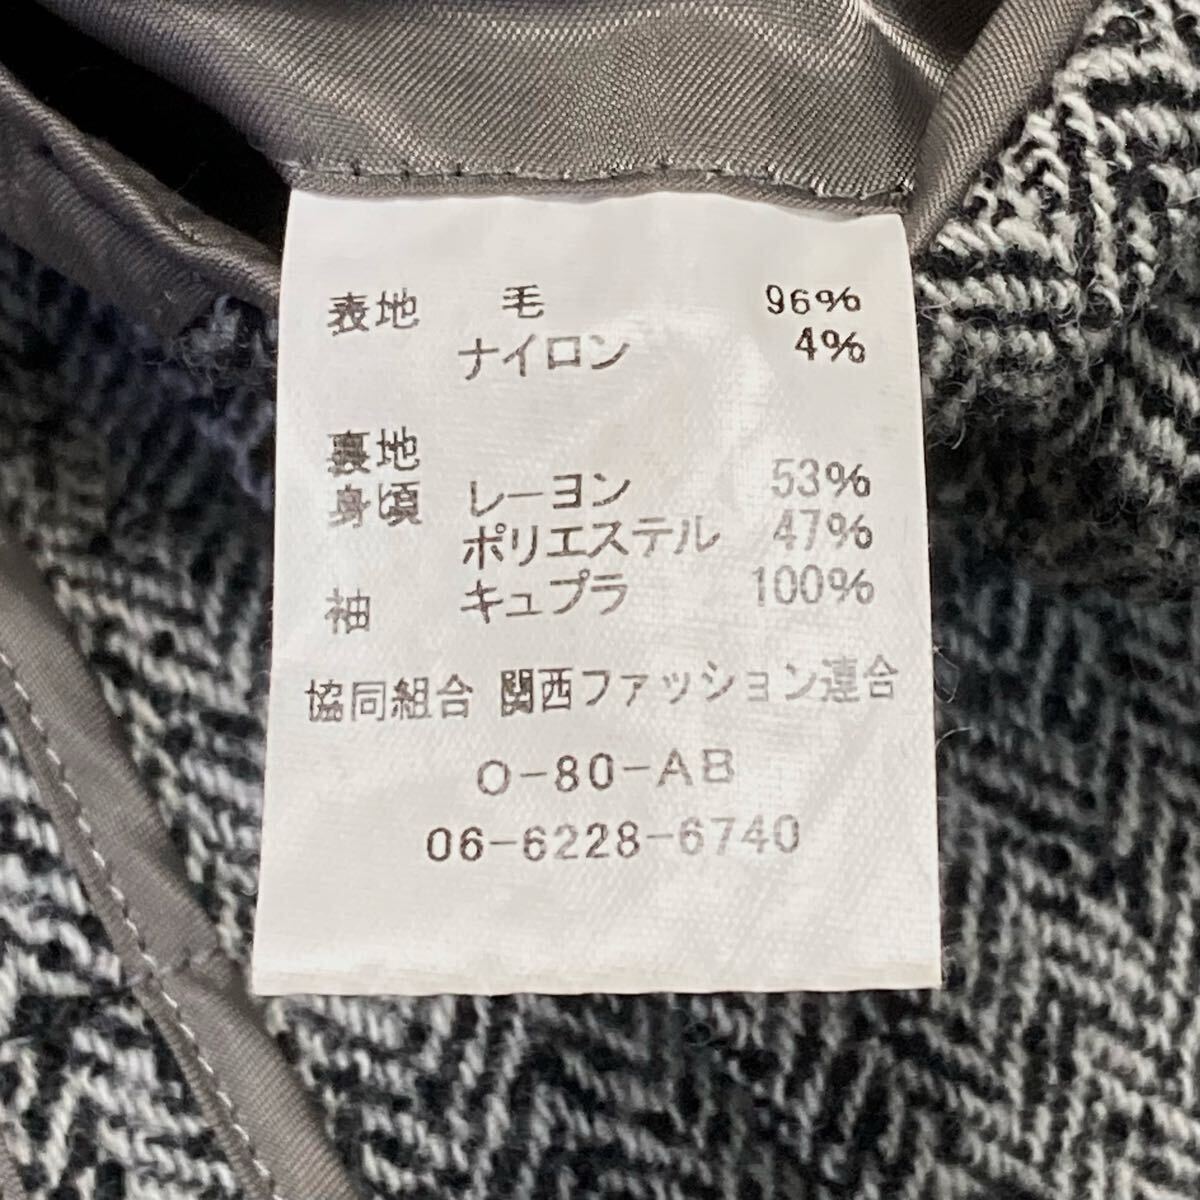 表地 毛 96%
ナイロン 4%
裏地
身頃 レーヨン 53%
ポリエステル 47%
袖 キュプラ 100%
協同組合 関西ファッション連合
O-80-AB
06-6228-6740